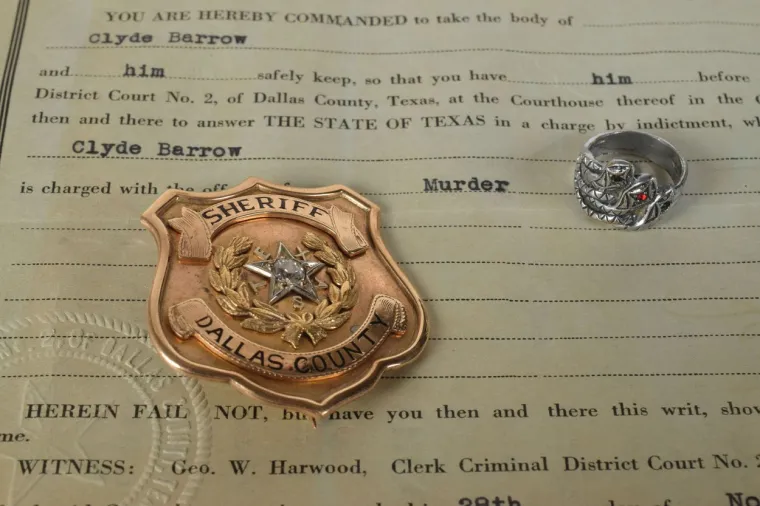 YOU ARE HEREBY COMMANDED to take the body of
Clyde Barrow
and him safely keep, so that you have him before
District Court No. 2, of Dallas County, Texas, at the Courthouse thereof in the
then and there to answer THE STATE OF TEXAS in a charge by indictment,
Clyde Barrow
is charged with the Murder
SHERIFF
DALLAS COUNTY
HEREIN FAIL NOT, but have you then and there this writ,
me.
WITNESS: Geo. W. Harwood, Clerk Criminal District Court No. 2
29th
No